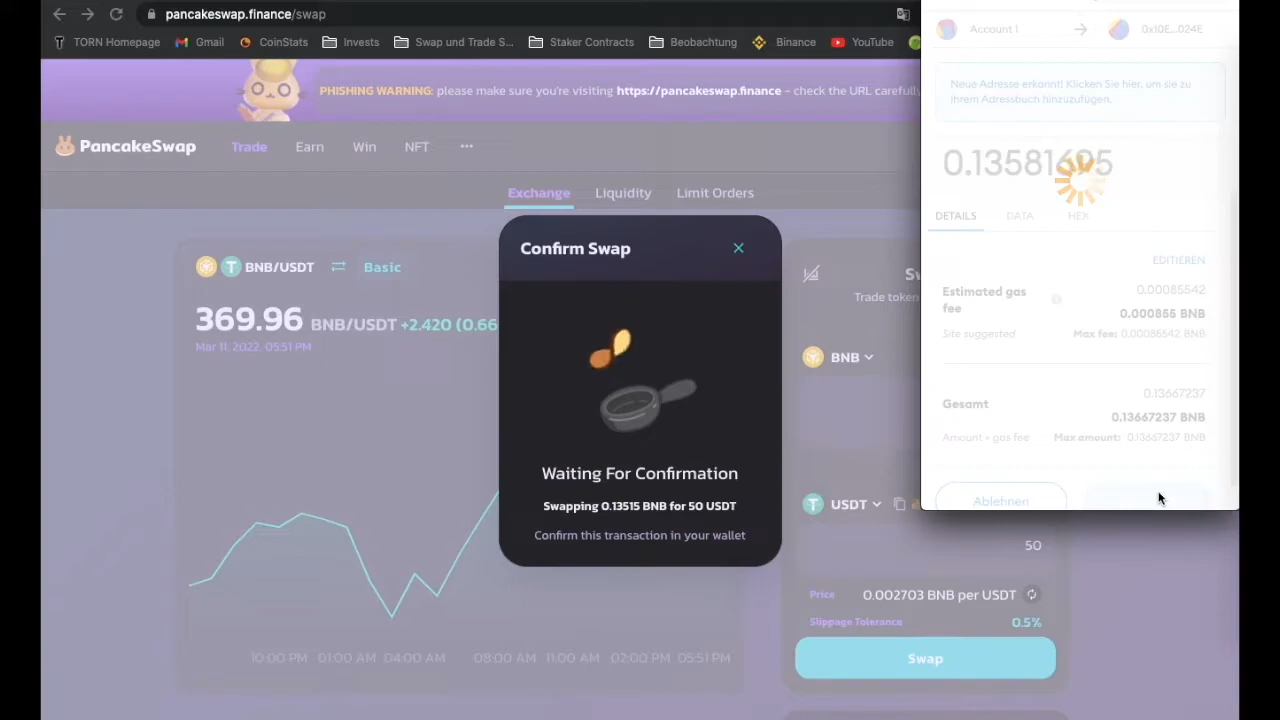 pancakeswap.finance/swap
TORN Homepage Gmail CoinStats Invests Swap und Trade S... Staker Contracts Beobachtung Binance YouTube
PHISHING WARNING: please make sure you're visiting https://pancakeswap.finance - check the URL carefully
PancakeSwap Trade Earn Win NFT ...
Exchange Liquidity Limit Orders
BNB/USDT Basic
369.96 BNB/USDT +2.420 (0.66
Mar 11, 2022, 05:51 PM
10:00 PM 01:00 AM 04:00 AM 08:00 AM 11:00 AM 02:00 PM 05:51 PM
Confirm Swap
Waiting For Confirmation
Swapping 0.13515 BNB for 50 USDT
Confirm this transaction in your wallet
Sw
Trade token
BNB
USDT
50
Price 0.002703 BNB per USDT
Slippage Tolerance 0.5%
Swap
Account 1 0x10E...024E
Neue Adresse erkannt! Klicken Sie hier, um sie zu
Ihrem Adressbuch hinzuzufügen.
0.13581695
DETAILS DATA HEX
EDITIEREN
Estimated gas
fee
0.00085542
0.000855 BNB
Site suggested Max fee: 0.00085542 BNB
0.13667237
Gesamt
0.13667237 BNB
Amount + gas fee Max amount: 0.13667237 BNB
Ablehnen